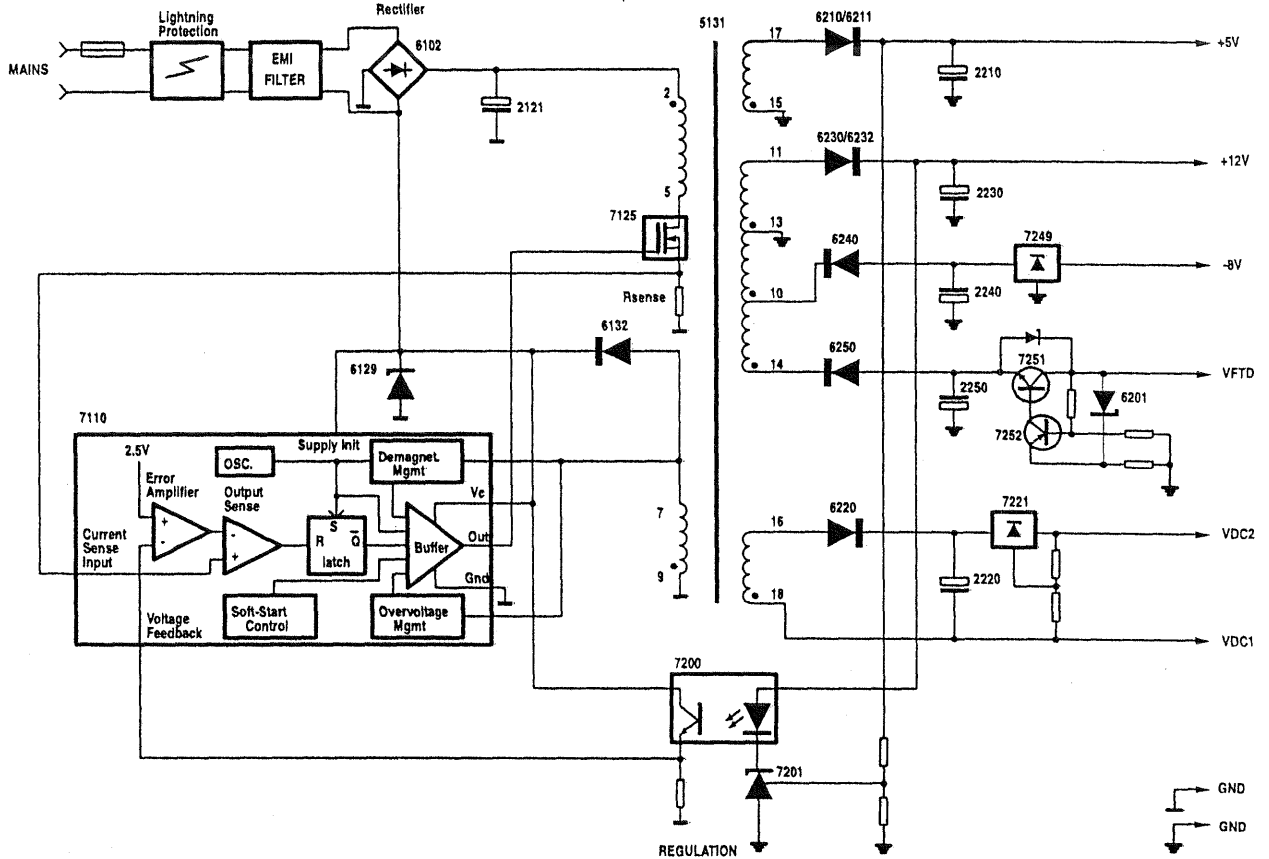 Lightning
Protection
Rectifier
6102
MAINS
EMI
FILTER
2121
5131
2
5
7125
Rsense
6132
6129
17
6210/6211
+5V
2210
15
6230/6232
11
+12V
2230
13
6240
7249
-8V
10
2240
6250
7251
14
VFTD
2250
6201
7252
7110
Supply Init
2.5V
OSC.
Demagnet.
Mgmt
Error
Amplifier
Output
Sense
Vc
+
-
-
+
S
R
Q
latch
Buffer
Out
Current
Sense
Input
Gnd
Soft-Start
Control
Overvoltage
Mgmt
Voltage
Feedback
7
9
16
6220
7221
VDC2
2220
18
VDC1
7200
7201
REGULATION
GND
GND